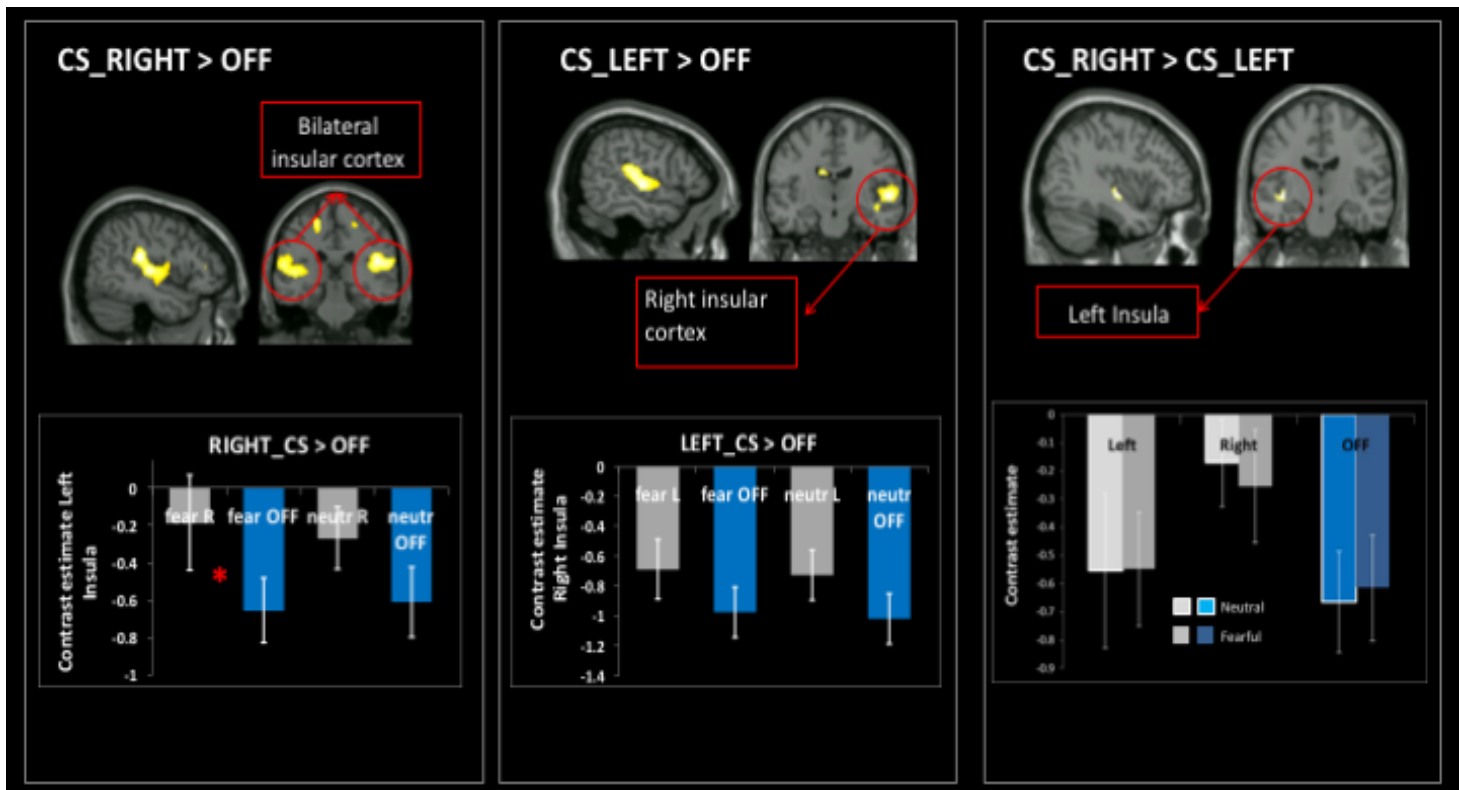 CS_RIGHT > OFF
Bilateral
insular cortex
RIGHT_CS > OFF
Contrast estimate Left
Insula
0
-0.2
-0.4
-0.6
-0.8
-1
fear R
fear OFF
neutr R
neutr
OFF
*
CS_LEFT > OFF
Right insular
cortex
LEFT_CS > OFF
Contrast estimate
Right Insula
0
-0.2
-0.4
-0.6
-0.8
-1
-1.2
-1.4
fear L
fear OFF
neutr L
neutr
OFF
CS_RIGHT > CS_LEFT
Left Insula
Contrast estimate
0
-0.1
-0.2
-0.3
-0.4
-0.5
-0.6
-0.7
-0.8
-0.9
Left
Right
OFF
Neutral
Fearful